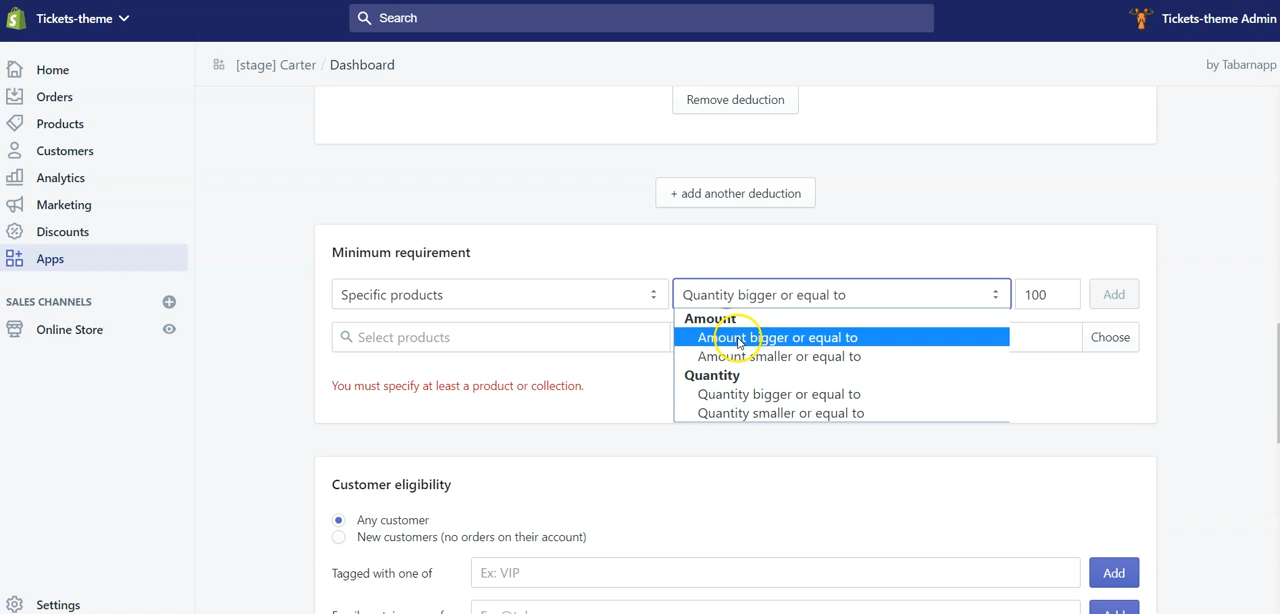 Tickets-theme
Search
Tickets-theme Admin
[stage] Carter / Dashboard
by Tabarnapp
Home
Orders
Products
Customers
Analytics
Marketing
Discounts
Apps
SALES CHANNELS
Online Store
Settings
Remove deduction
+ add another deduction
Minimum requirement
Specific products
Quantity bigger or equal to
100
Add
Select products
Choose
Amount
Amount bigger or equal to
Amount smaller or equal to
Quantity
Quantity bigger or equal to
Quantity smaller or equal to
You must specify at least a product or collection.
Customer eligibility
Any customer
New customers (no orders on their account)
Tagged with one of
Ex: VIP
Add